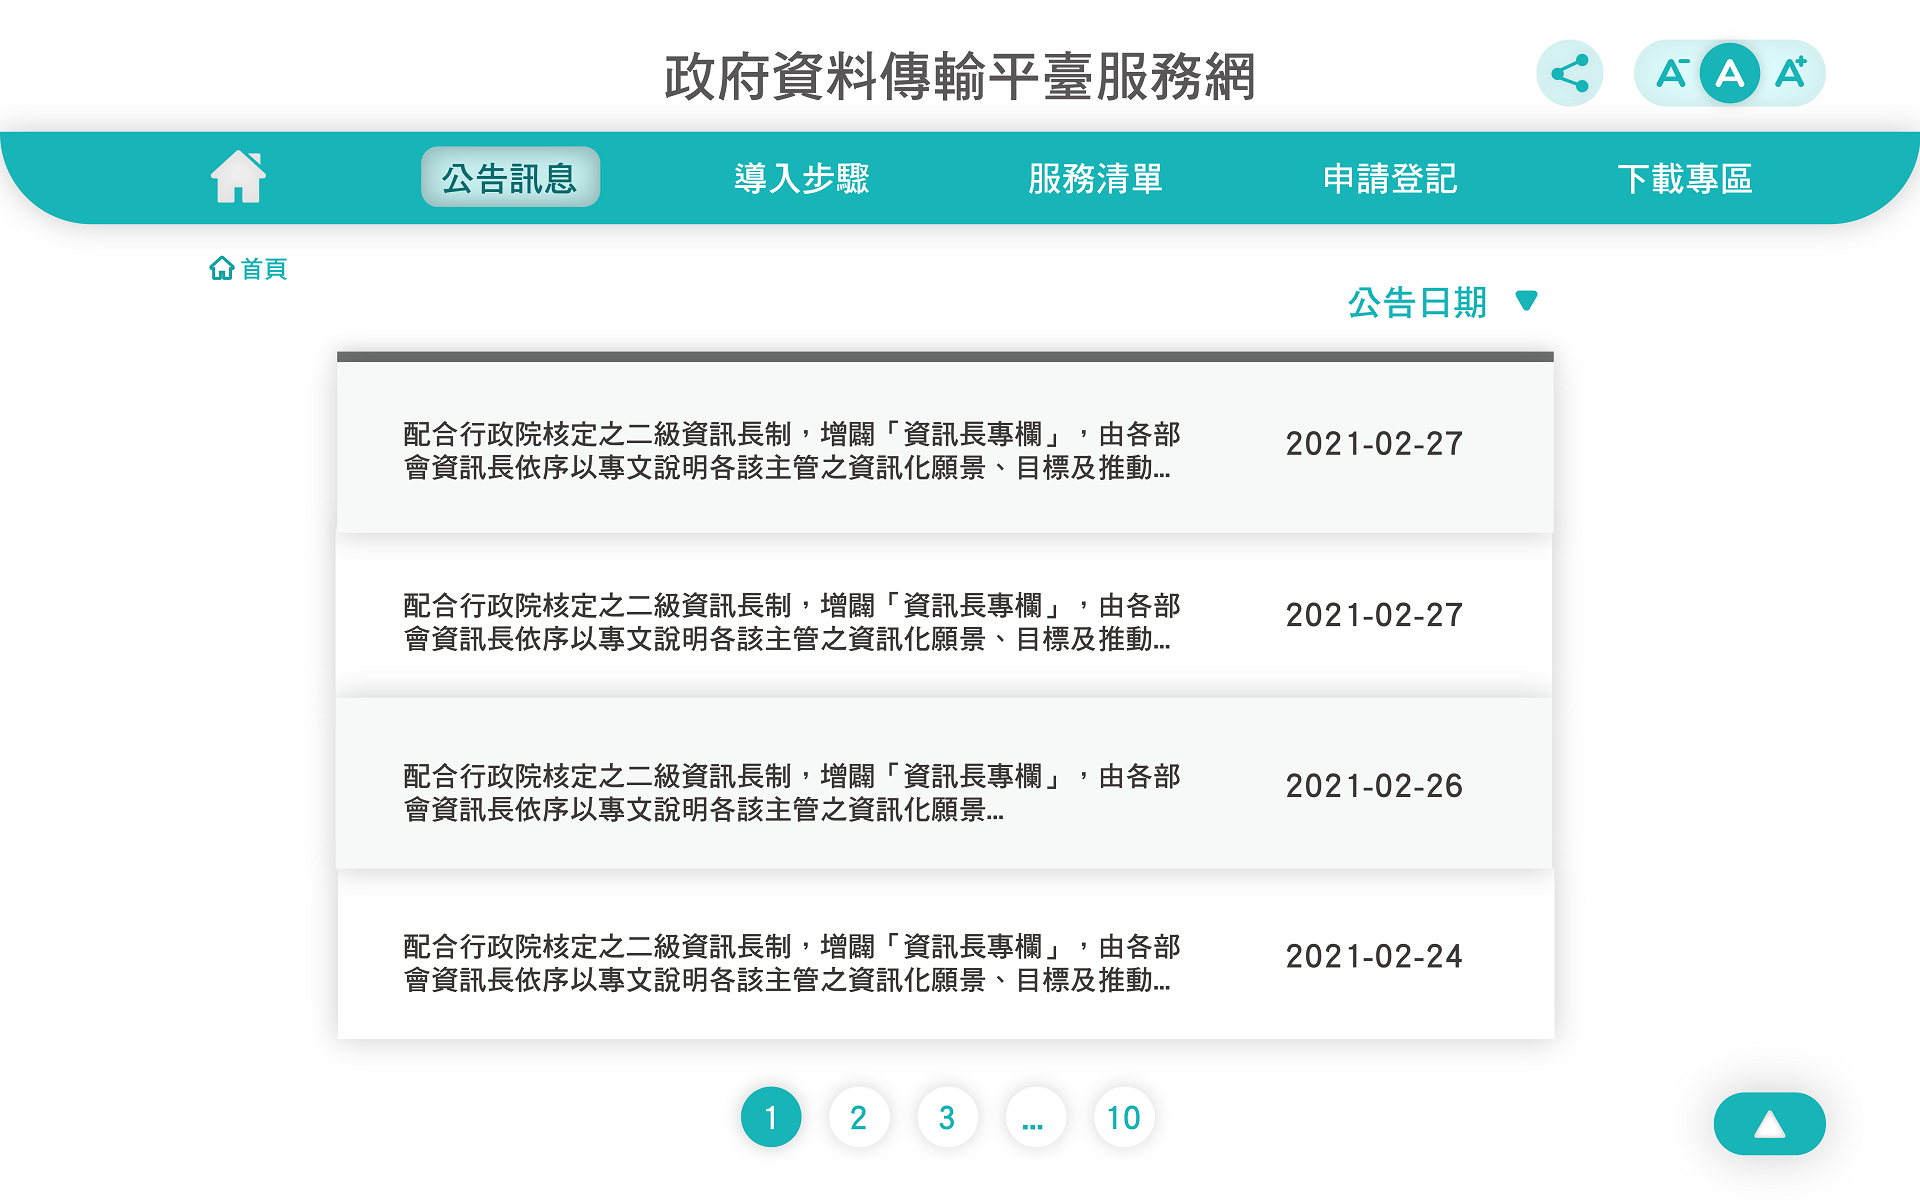 政府資料傳輸平臺服務網
A- A A+
公告訊息 導入步驟 服務清單 申請登記 下載專區
首頁
公告日期
配合行政院核定之二級資訊長制，增闢「資訊長專欄」，由各部
會資訊長依序以專文說明各該主管之資訊化願景、目標及推動...
2021-02-27
配合行政院核定之二級資訊長制，增闢「資訊長專欄」，由各部
會資訊長依序以專文說明各該主管之資訊化願景、目標及推動...
2021-02-27
配合行政院核定之二級資訊長制，增闢「資訊長專欄」，由各部
會資訊長依序以專文說明各該主管之資訊化願景...
2021-02-26
配合行政院核定之二級資訊長制，增闢「資訊長專欄」，由各部
會資訊長依序以專文說明各該主管之資訊化願景、目標及推動...
2021-02-24
1 2 3 ... 10